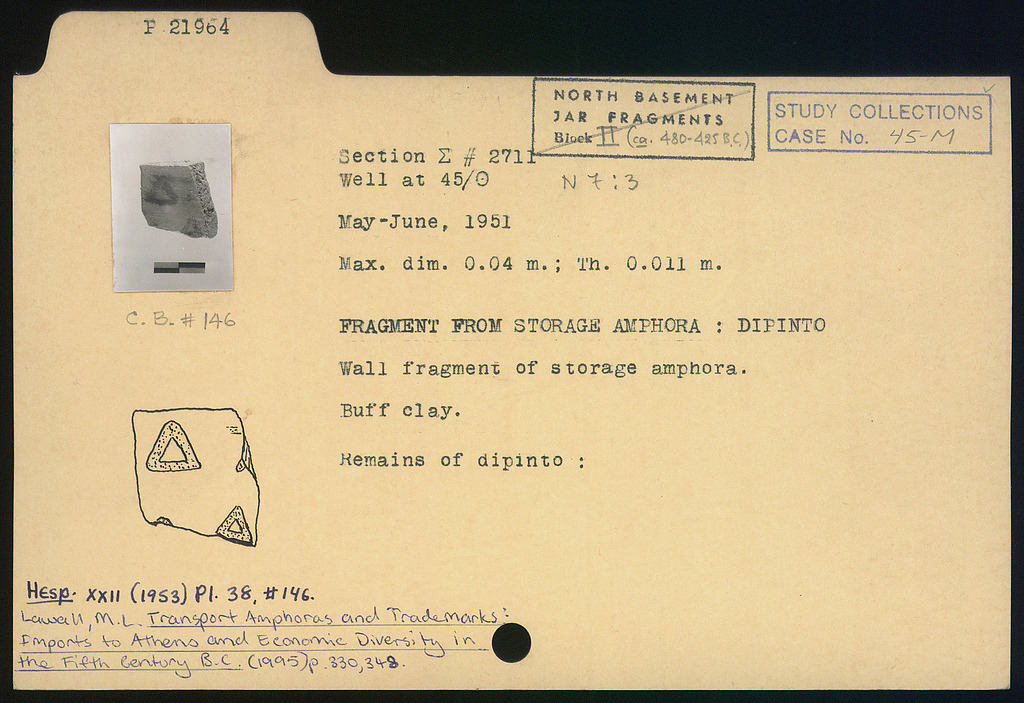 P 21964
NORTH BASEMENT
JAR FRAGMENTS
Block II (ca. 480-425 B.C.)
STUDY COLLECTIONS
CASE No. 45-M
Section Σ # 2711
Well at 45/Θ
N 7:3
May-June, 1951
Max. dim. 0.04 m.; Th. 0.011 m.
C. B. # 146
FRAGMENT FROM STORAGE AMPHORA : DIPINTO
Wall fragment of storage amphora.
Buff clay.
Remains of dipinto :
Hesp. XXII (1953) Pl. 38, #146.
Lawall, M.L. Transport Amphoras and Trademarks:
Imports to Athens and Economic Diversity in
the Fifth Century B.C. (1995) p. 330, 348.